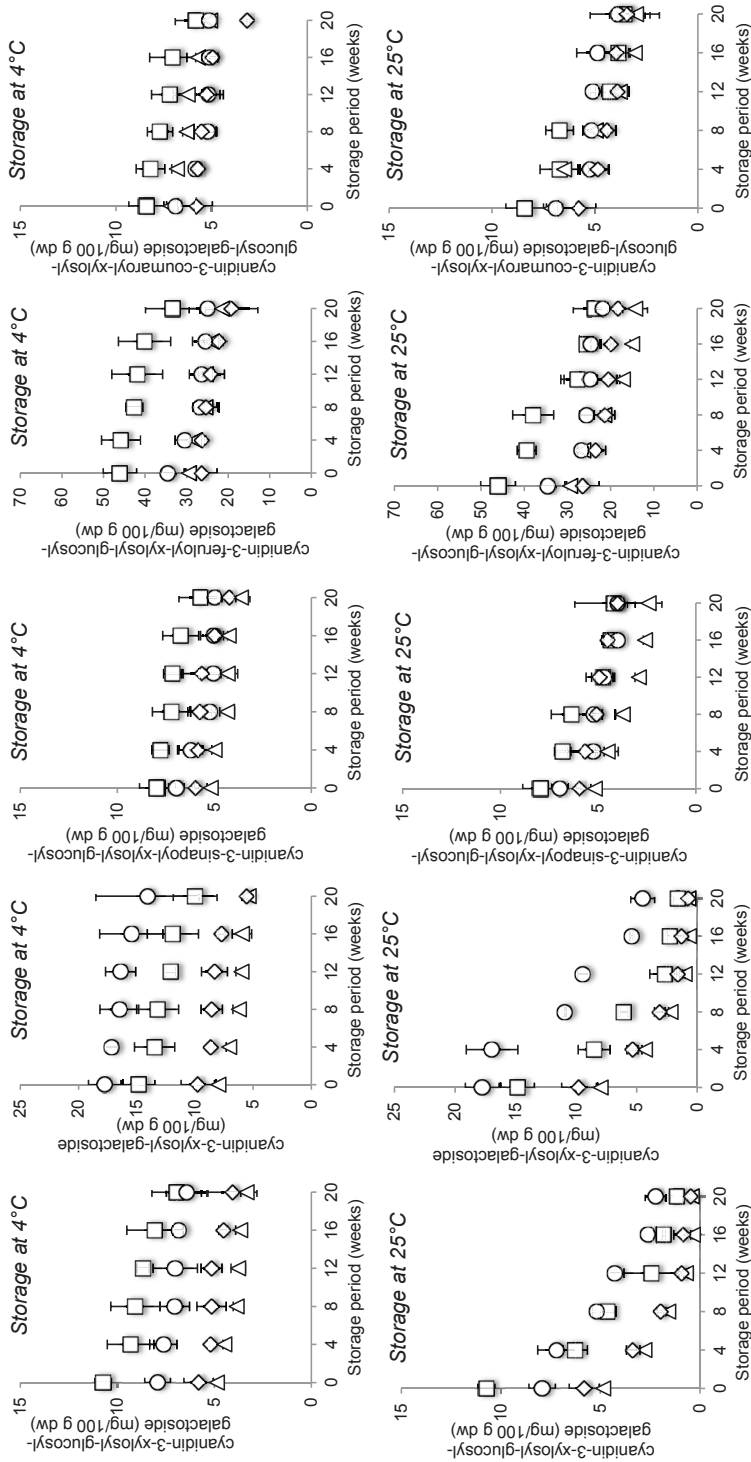 Storage at 4°C
cyanidin-3-xylosyl-glucosyl-
galactoside (mg/100 g dw)
15
10
5
0
0 4 8 12 16 20
Storage period (weeks)
Storage at 4°C
cyanidin-3-xylosyl-galactoside
(mg/100 g dw)
25
20
15
10
5
0
0 4 8 12 16 20
Storage period (weeks)
Storage at 4°C
cyanidin-3-sinapoyl-xylosyl-glucosyl-
galactoside (mg/100 g dw)
15
10
5
0
0 4 8 12 16 20
Storage period (weeks)
Storage at 4°C
cyanidin-3-feruloyl-xylosyl-glucosyl-
galactoside (mg/100 g dw)
70
60
50
40
30
20
10
0
0 4 8 12 16 20
Storage period (weeks)
Storage at 4°C
cyanidin-3-coumaroyl-xylosyl-
glucosyl-galactoside (mg/100 g dw)
15
10
5
0
0 4 8 12 16 20
Storage period (weeks)
Storage at 25°C
cyanidin-3-xylosyl-glucosyl-
galactoside (mg/100 g dw)
15
10
5
0
0 4 8 12 16 20
Storage period (weeks)
Storage at 25°C
cyanidin-3-xylosyl-galactoside
(mg/100 g dw)
25
20
15
10
5
0
0 4 8 12 16 20
Storage period (weeks)
Storage at 25°C
cyanidin-3-sinapoyl-xylosyl-glucosyl-
galactoside (mg/100 g dw)
15
10
5
0
0 4 8 12 16 20
Storage period (weeks)
Storage at 25°C
cyanidin-3-feruloyl-xylosyl-glucosyl-
galactoside (mg/100 g dw)
70
60
50
40
30
20
10
0
0 4 8 12 16 20
Storage period (weeks)
Storage at 25°C
cyanidin-3-coumaroyl-xylosyl-
glucosyl-galactoside (mg/100 g dw)
15
10
5
0
0 4 8 12 16 20
Storage period (weeks)